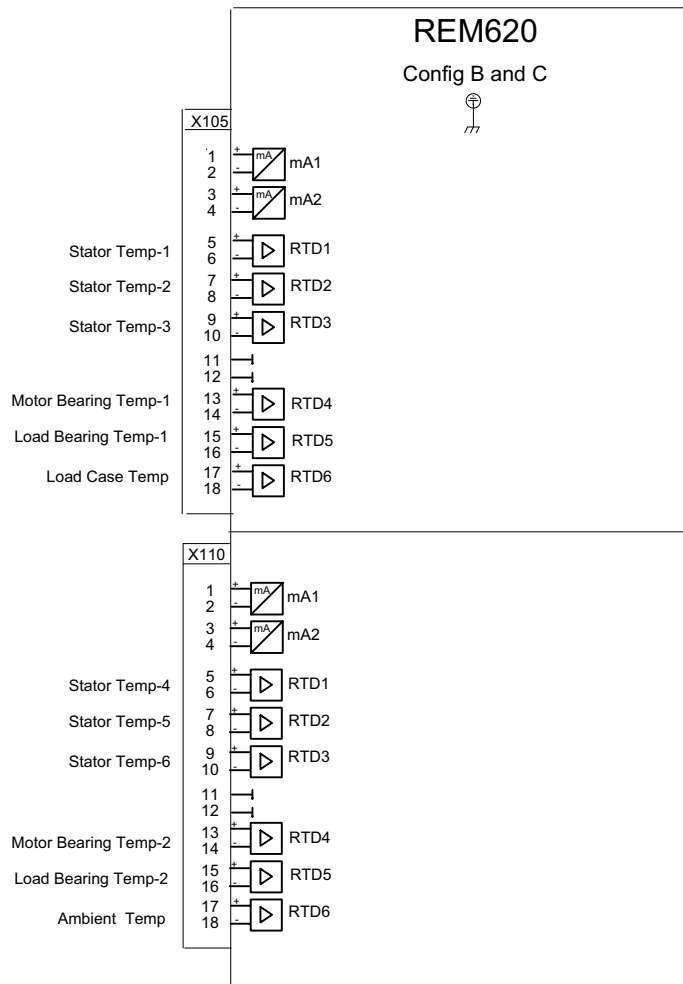 REM620
Config B and C
X105
1 + mA mA1
2 -
3 + mA mA2
4 -
Stator Temp-1 5 + RTD1
6 -
Stator Temp-2 7 + RTD2
8 -
Stator Temp-3 9 + RTD3
10 -
11
12
Motor Bearing Temp-1 13 + RTD4
14 -
Load Bearing Temp-1 15 + RTD5
16 -
Load Case Temp 17 + RTD6
18 -
X110
1 + mA mA1
2 -
3 + mA mA2
4 -
Stator Temp-4 5 + RTD1
6 -
Stator Temp-5 7 + RTD2
8 -
Stator Temp-6 9 + RTD3
10 -
11
12
Motor Bearing Temp-2 13 + RTD4
14 -
Load Bearing Temp-2 15 + RTD5
16 -
Ambient Temp 17 + RTD6
18 -